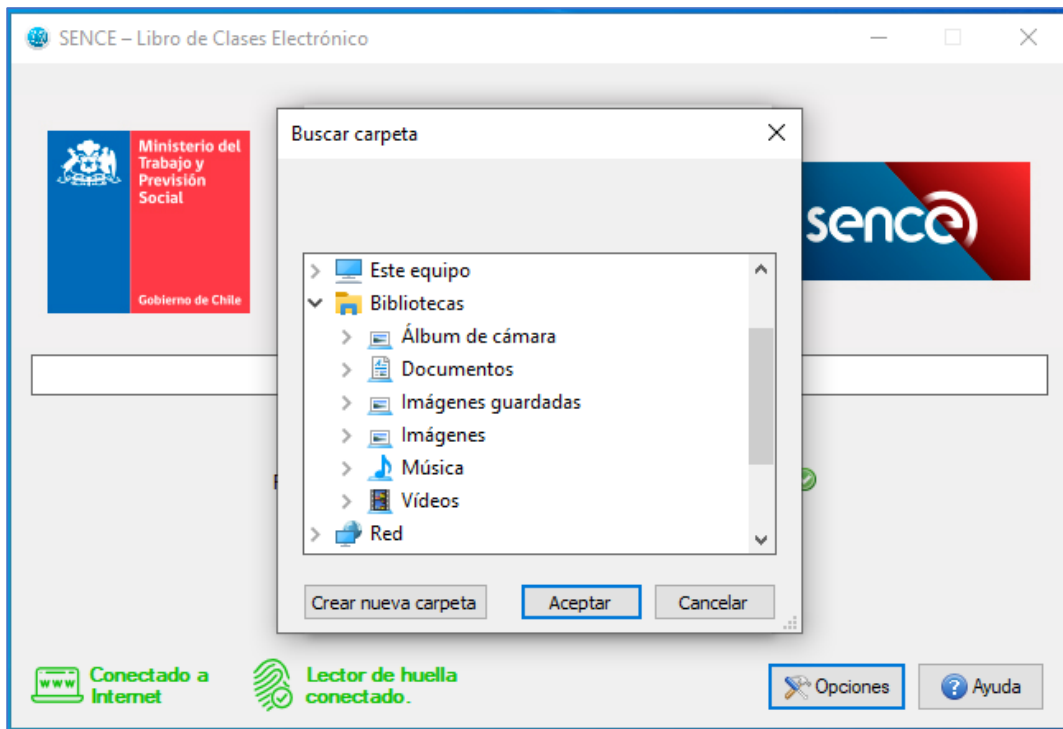 SENCE – Libro de Clases Electrónico
Ministerio del
Trabajo y
Previsión
Social
Gobierno de Chile
Buscar carpeta
sence
Este equipo
Bibliotecas
Álbum de cámara
Documentos
Imágenes guardadas
Imágenes
Música
Vídeos
Red
Crear nueva carpeta
Aceptar
Cancelar
www
Conectado a
Internet
Lector de huella
conectado.
Opciones
? Ayuda